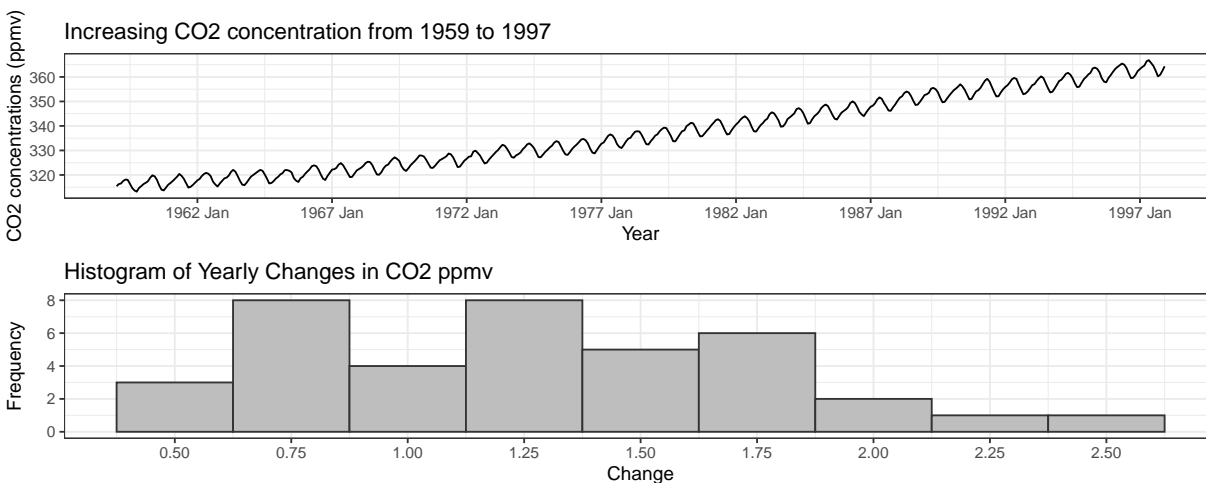 Increasing CO2 concentration from 1959 to 1997
CO2 concentrations (ppmv)
360
350
340
330
320
1962 Jan 1967 Jan 1972 Jan 1977 Jan 1982 Jan 1987 Jan 1992 Jan 1997 Jan
Year
Histogram of Yearly Changes in CO2 ppmv
Frequency
8
6
4
2
0
0.50 0.75 1.00 1.25 1.50 1.75 2.00 2.25 2.50
Change